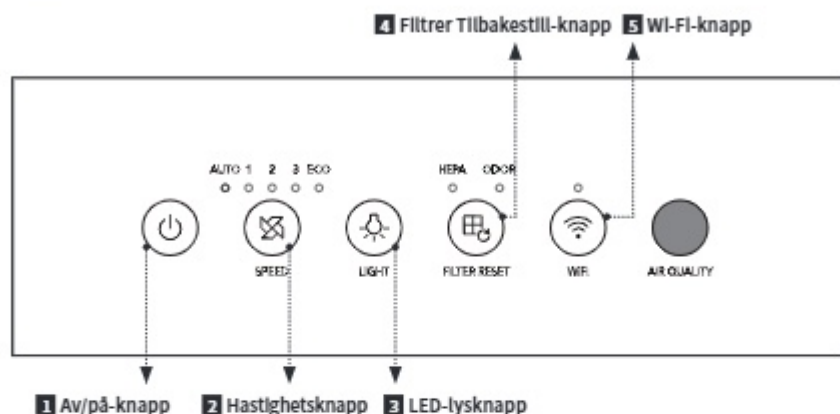 4 Filtrer Tilbakestill-knapp 5 Wi-Fi-knapp
AUTO 1 2 3 ECO HEPA ODOR
SPEED LIGHT FILTER RESET WIFI AIR QUALITY
1 Av/på-knapp 2 Hastighetsknapp 3 LED-lysknapp